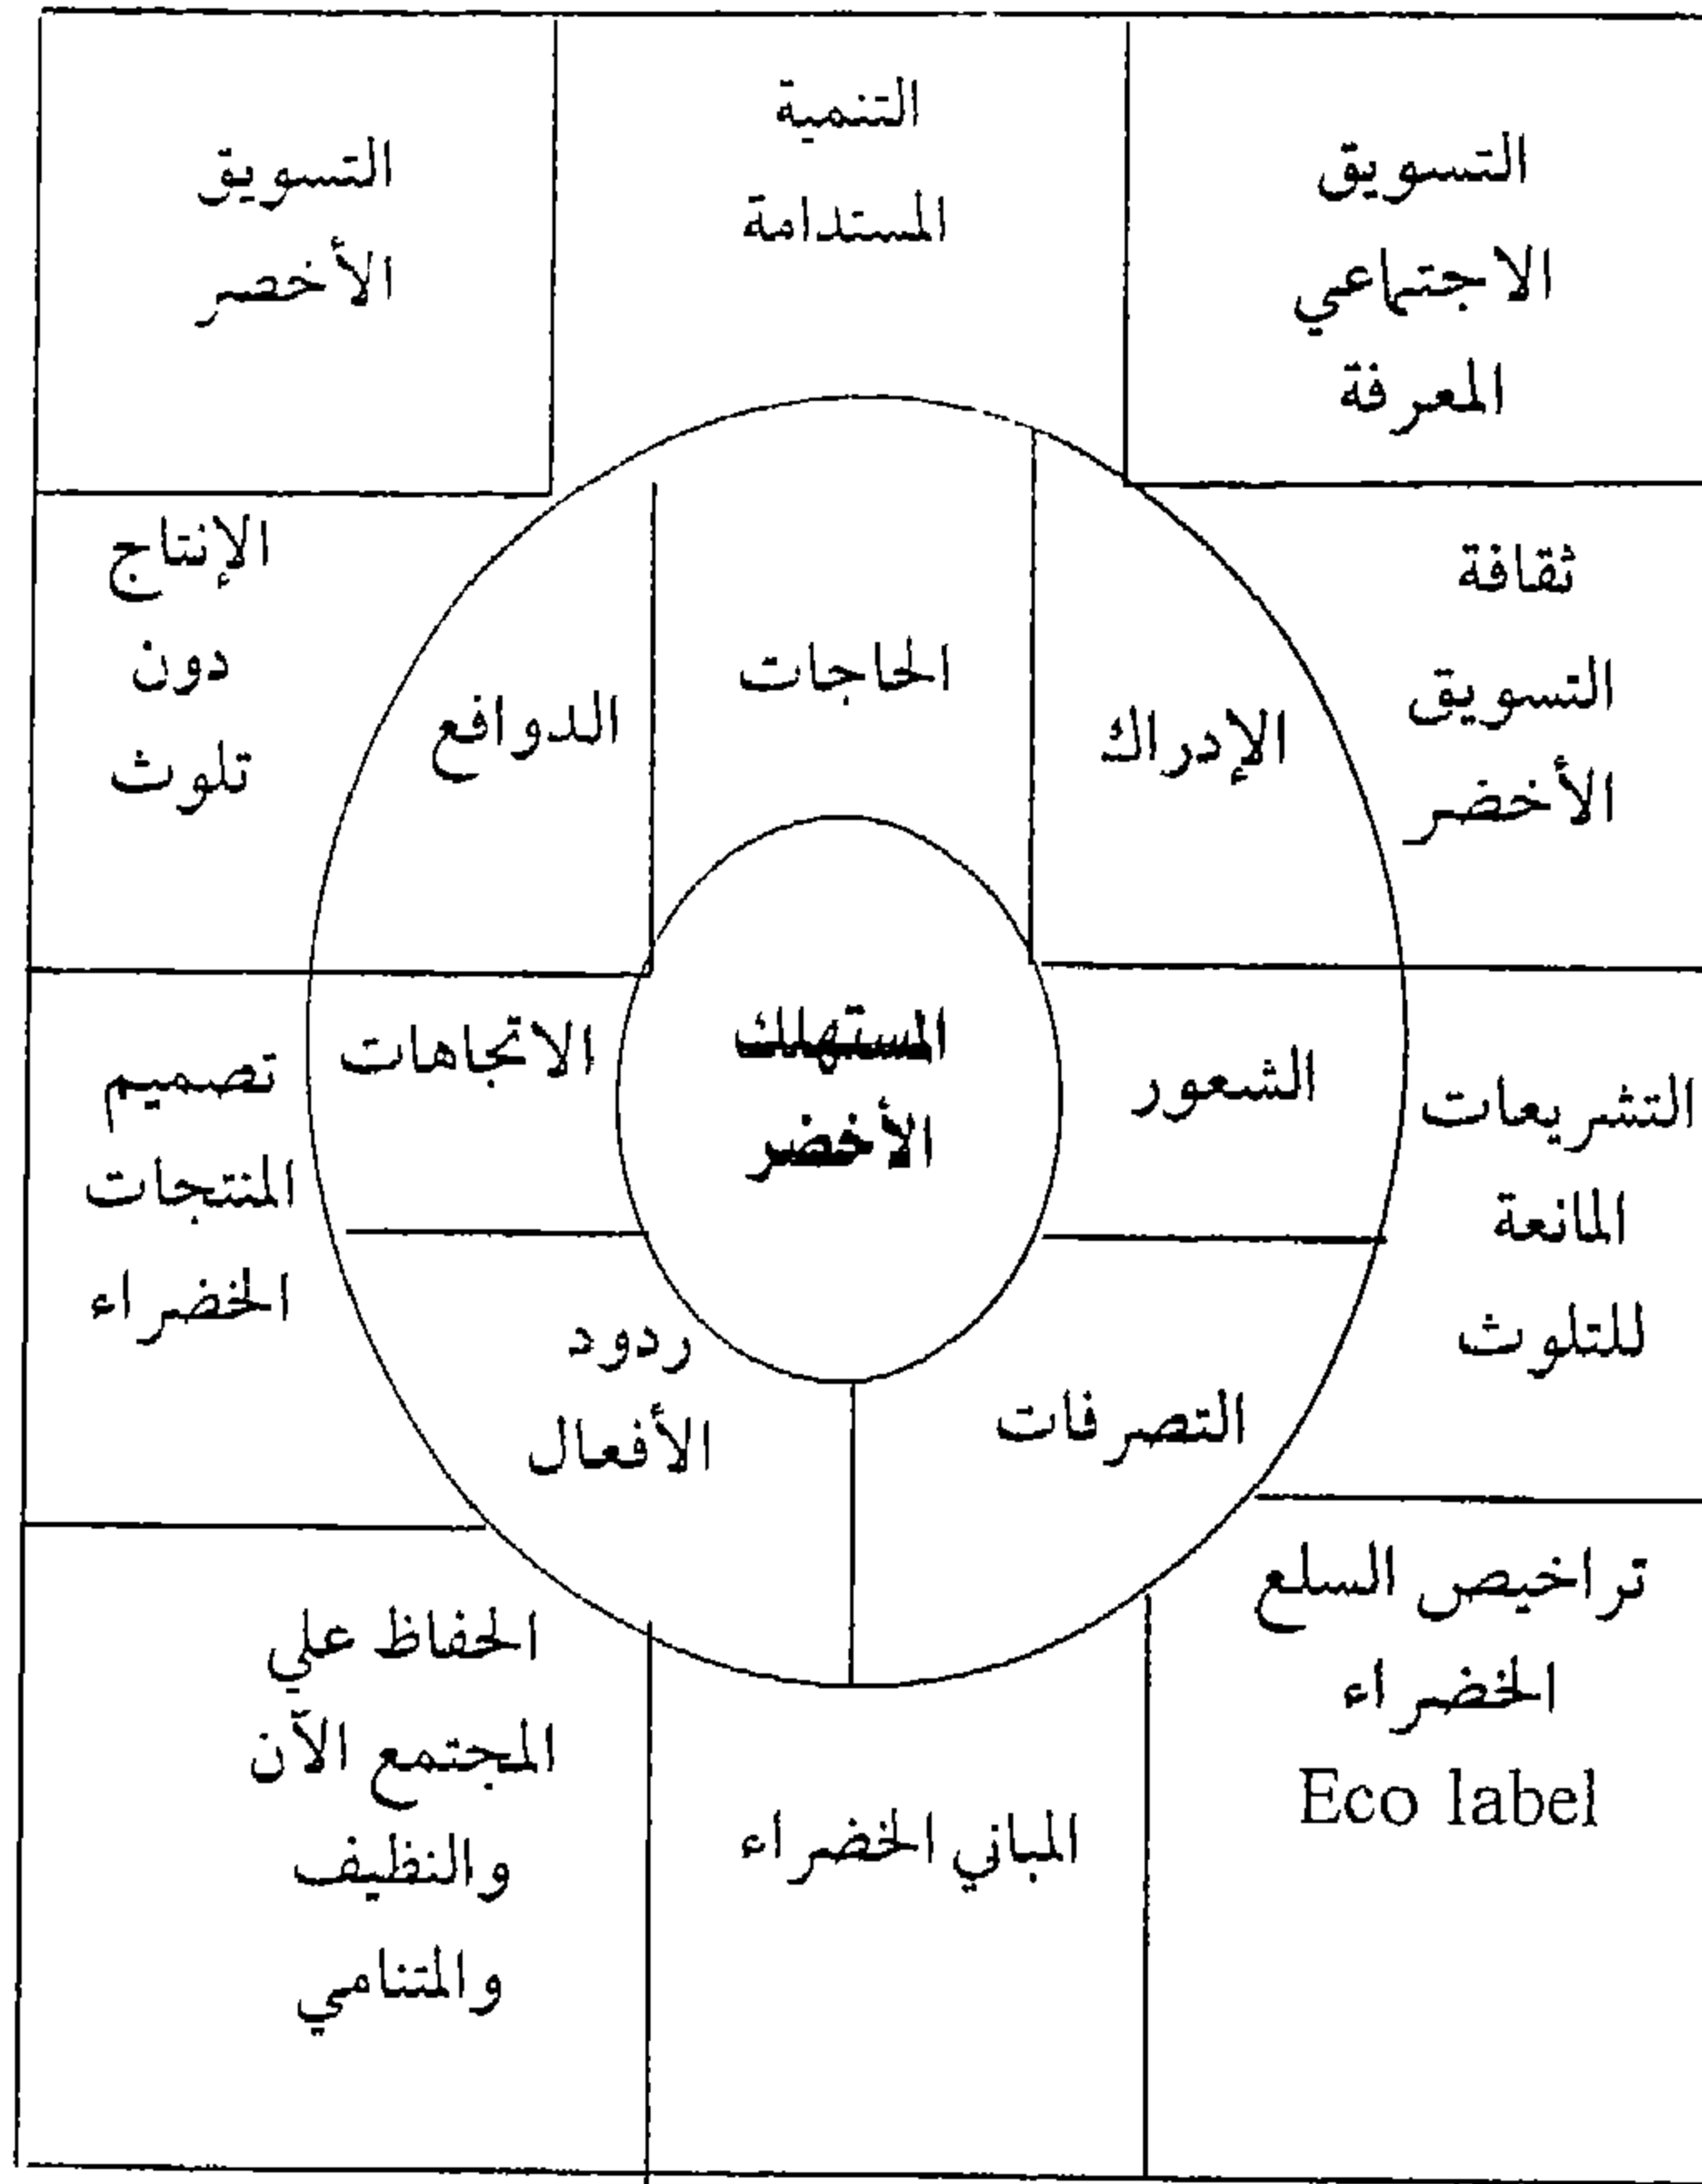 التسويق
الاجتماعي
المعرفة
التنمية
المستدامة
التسويق
الأخضر
ثقافة
التسويق
الأخضر
الإدراك
الحاجات
الدوافع
الإنتاج
دون
تلوث
التشريعات
المانعة
للتلوث
الشعور
المستهلك
الأخضر
الاتجاهات
تصميم
المنتجات
الخضراء
التصرفات
ردود
الأفعال
تراخيص السلع
الخضراء
Eco label
المباني الخضراء
الحفاظ علي
المجتمع الآن
والنظيف
والمتنامي